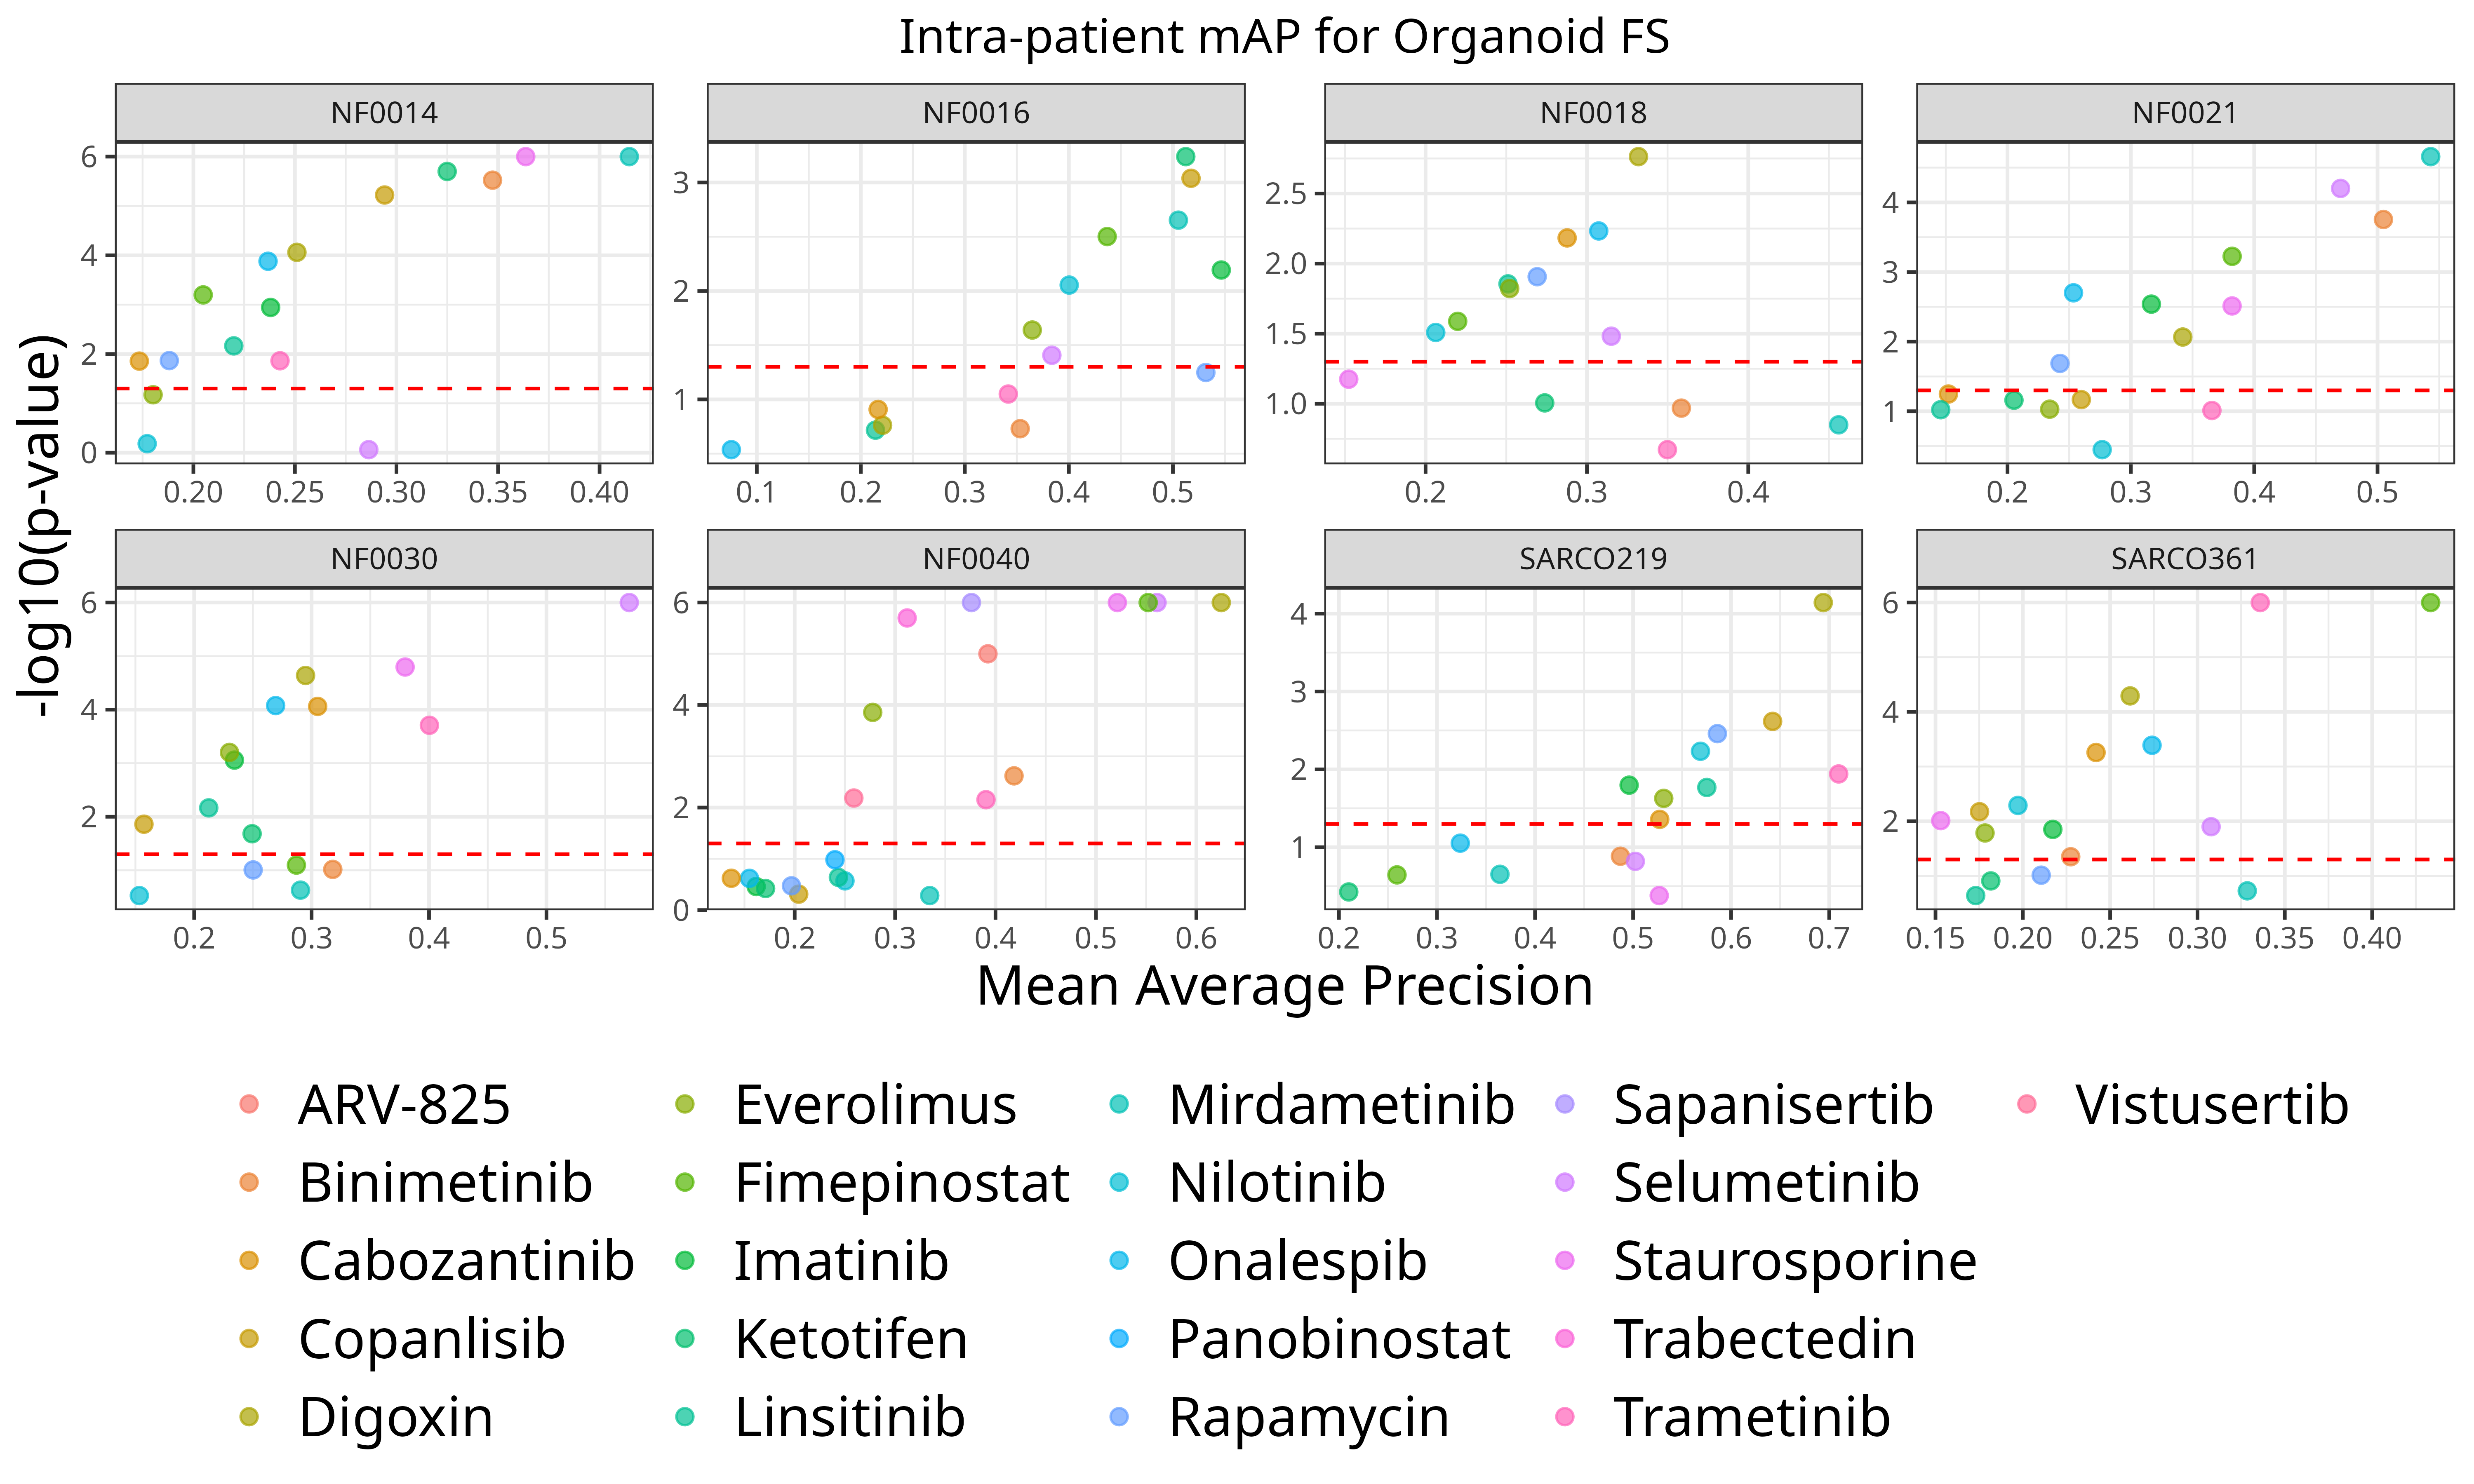 Intra-patient mAP for Organoid FS
NF0014
NF0016
NF0018
NF0021
6
4
2
0
3
2
1
2.5
2.0
1.5
1.0
4
3
2
1
0.20 0.25 0.30 0.35 0.40
0.1 0.2 0.3 0.4 0.5
0.2 0.3 0.4
0.2 0.3 0.4 0.5
-log10(p-value)
NF0030
NF0040
SARCO219
SARCO361
6
4
2
6
4
2
0
4
3
2
1
6
4
2
0.2 0.3 0.4 0.5
0.2 0.3 0.4 0.5 0.6
0.2 0.3 0.4 0.5 0.6 0.7
0.15 0.20 0.25 0.30 0.35 0.40
Mean Average Precision
ARV-825
Binimetinib
Cabozantinib
Copanlisib
Digoxin
Everolimus
Fimepinostat
Imatinib
Ketotifen
Linsitinib
Mirdametinib
Nilotinib
Onalespib
Panobinostat
Rapamycin
Sapanisertib
Selumetinib
Staurosporine
Trabectedin
Trametinib
Vistusertib